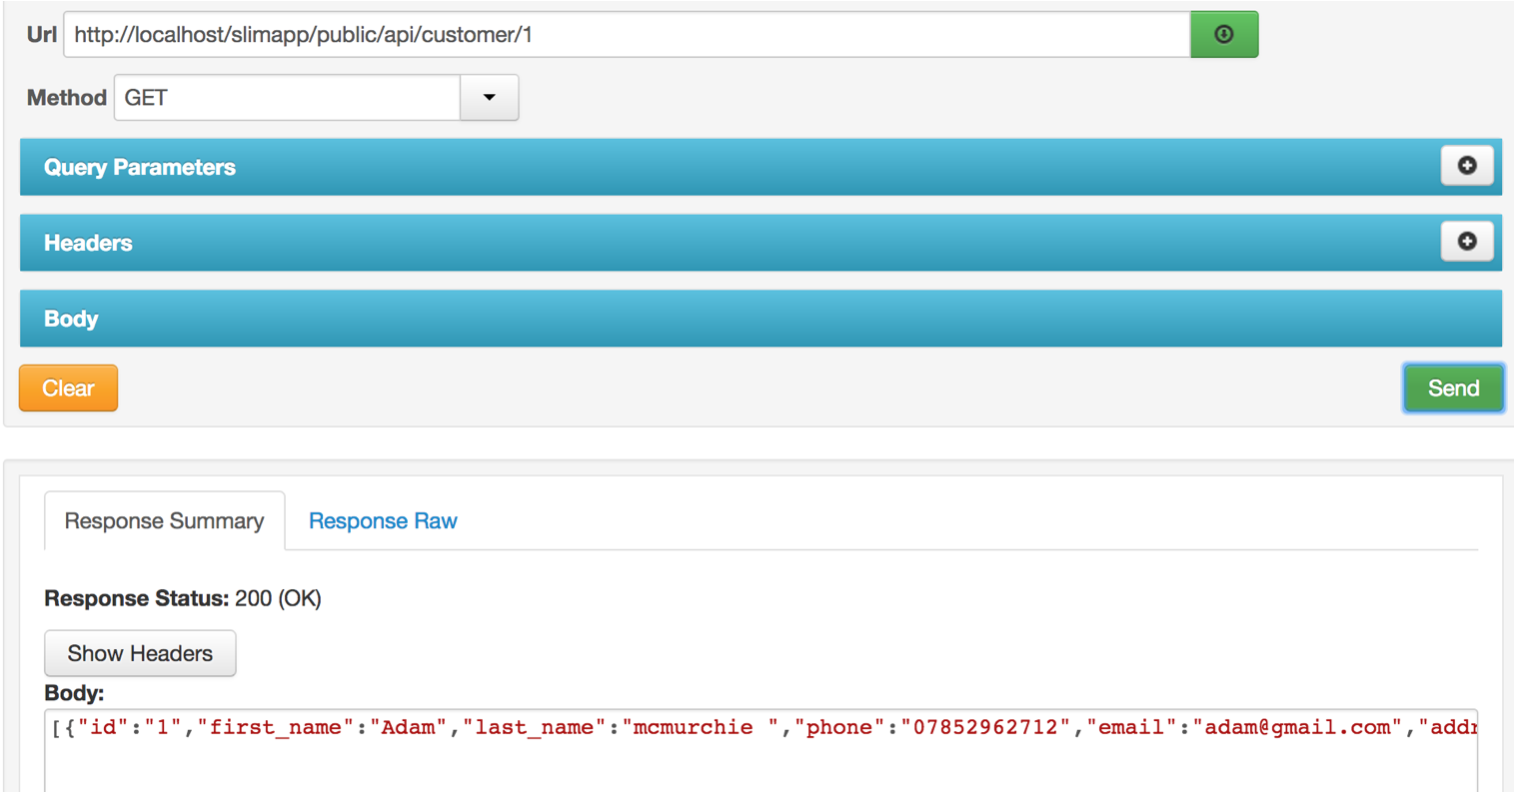 Url http://localhost/slimapp/public/api/customer/1
Method GET
Query Parameters
Headers
Body
Clear Send
Response Summary Response Raw
Response Status: 200 (OK)
Show Headers
Body:
[{"id":"1","first_name":"Adam","last_name":"mcmurchie ","phone":"07852962712","email":"adam@gmail.com","addr